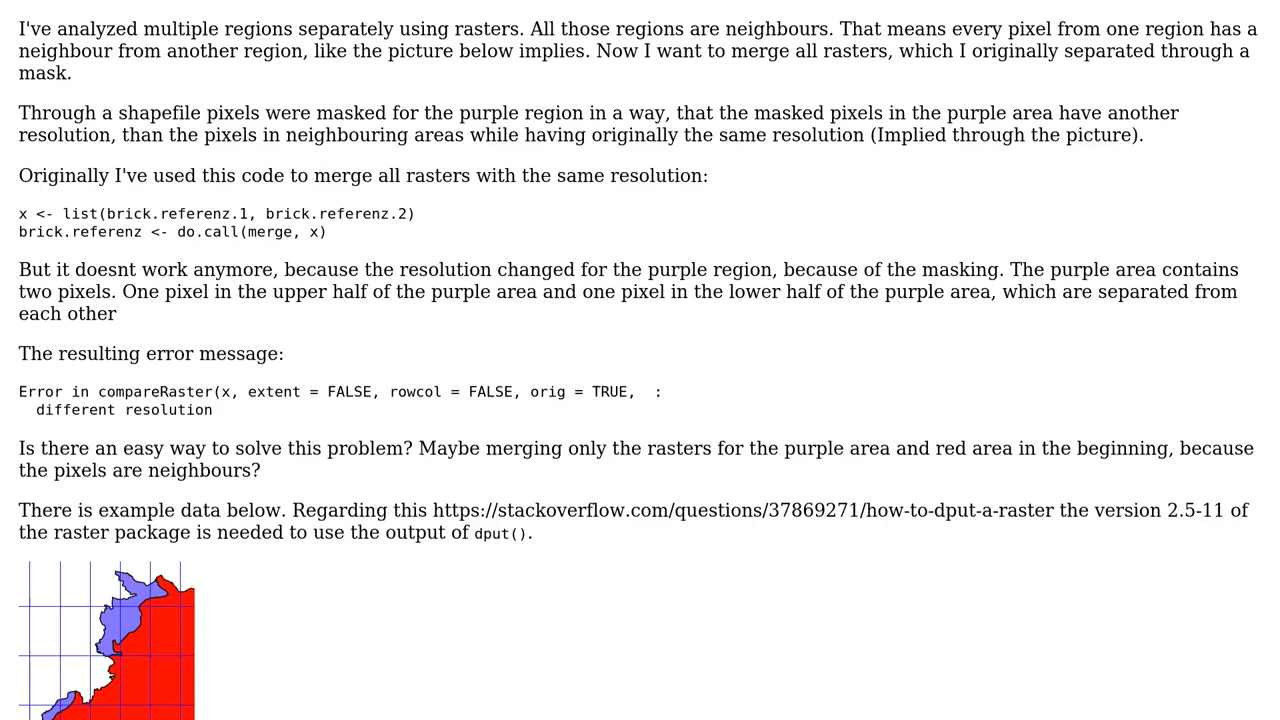 I've analyzed multiple regions separately using rasters. All those regions are neighbours. That means every pixel from one region has a
neighbour from another region, like the picture below implies. Now I want to merge all rasters, which I originally separated through a
mask.
Through a shapefile pixels were masked for the purple region in a way, that the masked pixels in the purple area have another
resolution, than the pixels in neighbouring areas while having originally the same resolution (Implied through the picture).
Originally I've used this code to merge all rasters with the same resolution:
x <- list(brick.referenz.1, brick.referenz.2)
brick.referenz <- do.call(merge, x)
But it doesnt work anymore, because the resolution changed for the purple region, because of the masking. The purple area contains
two pixels. One pixel in the upper half of the purple area and one pixel in the lower half of the purple area, which are separated from
each other
The resulting error message:
Error in compareRaster(x, extent = FALSE, rowcol = FALSE, orig = TRUE,  :
  different resolution
Is there an easy way to solve this problem? Maybe merging only the rasters for the purple area and red area in the beginning, because
the pixels are neighbours?
There is example data below. Regarding this https://stackoverflow.com/questions/37869271/how-to-dput-a-raster the version 2.5-11 of
the raster package is needed to use the output of dput().